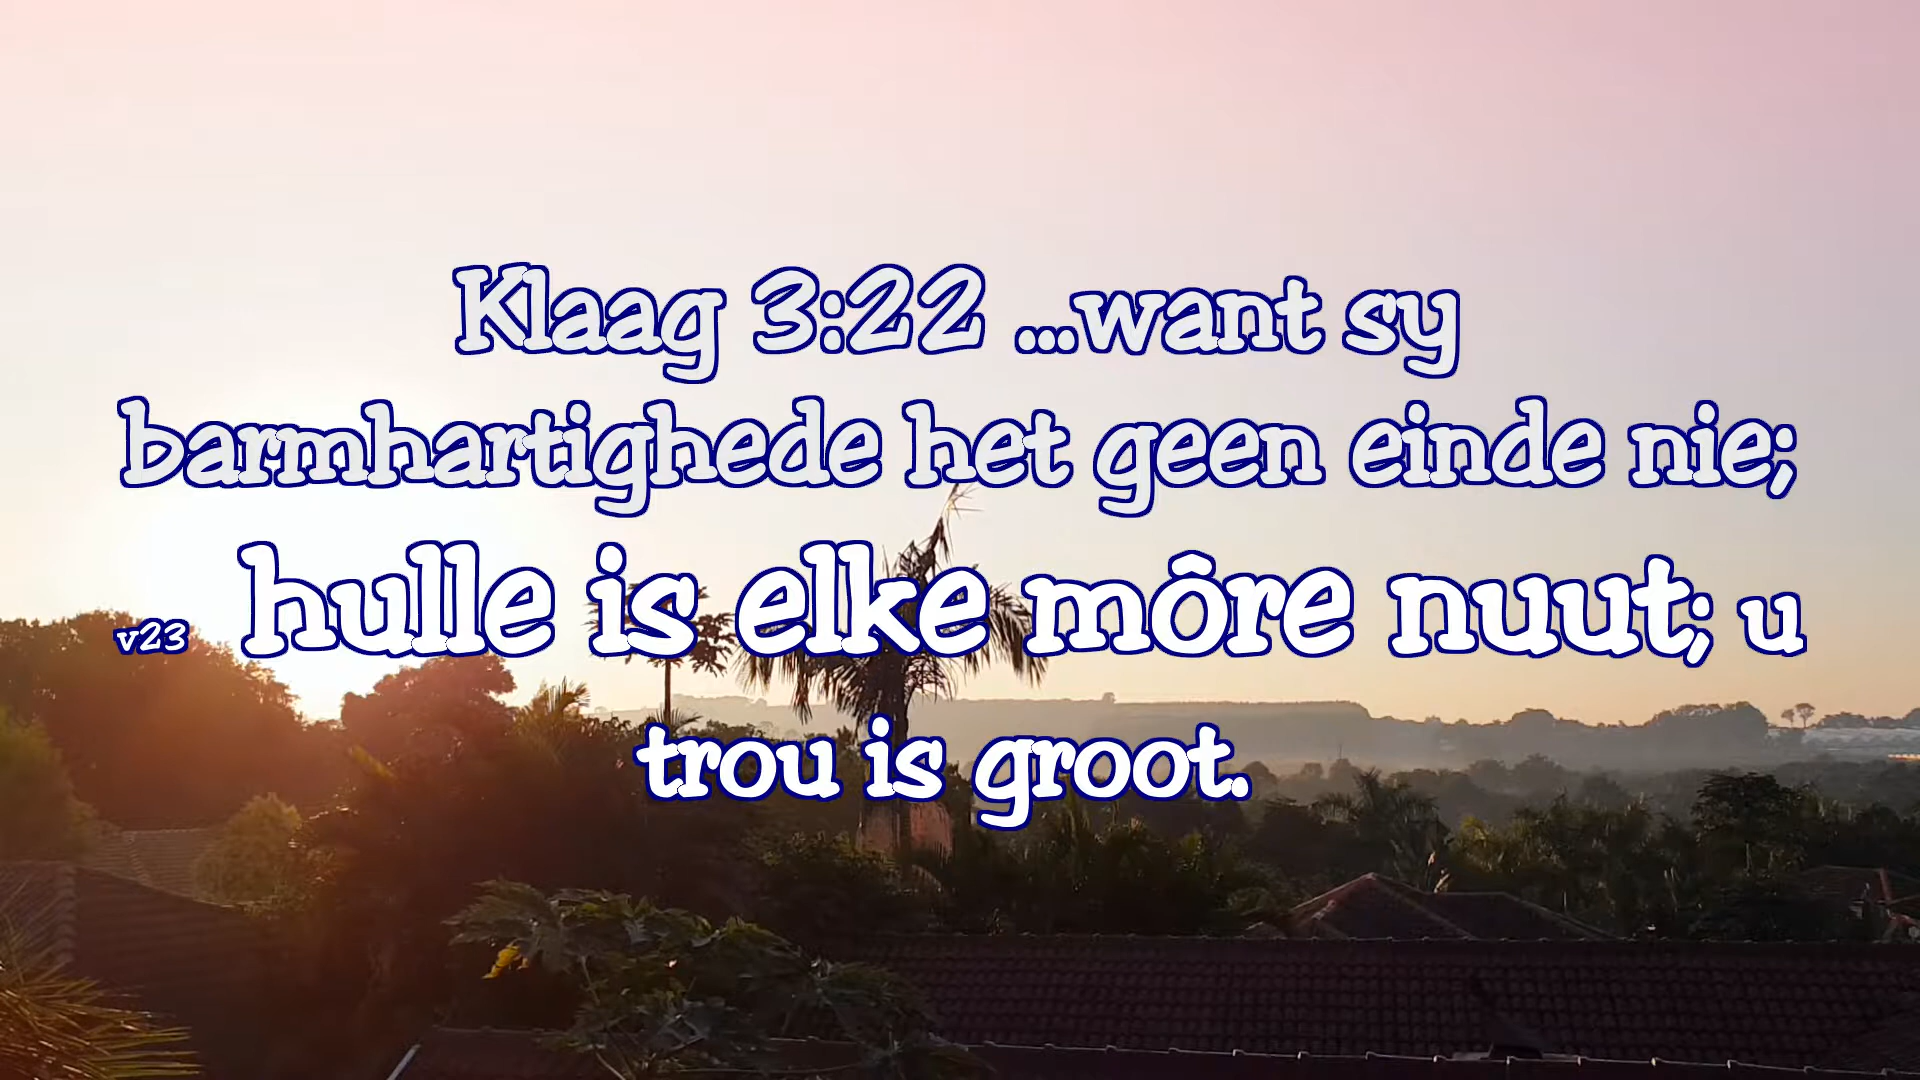 Klaag 3:22 ...want sy
barmhartighede het geen einde nie;
v23 hulle is elke môre nuut; u
trou is groot.